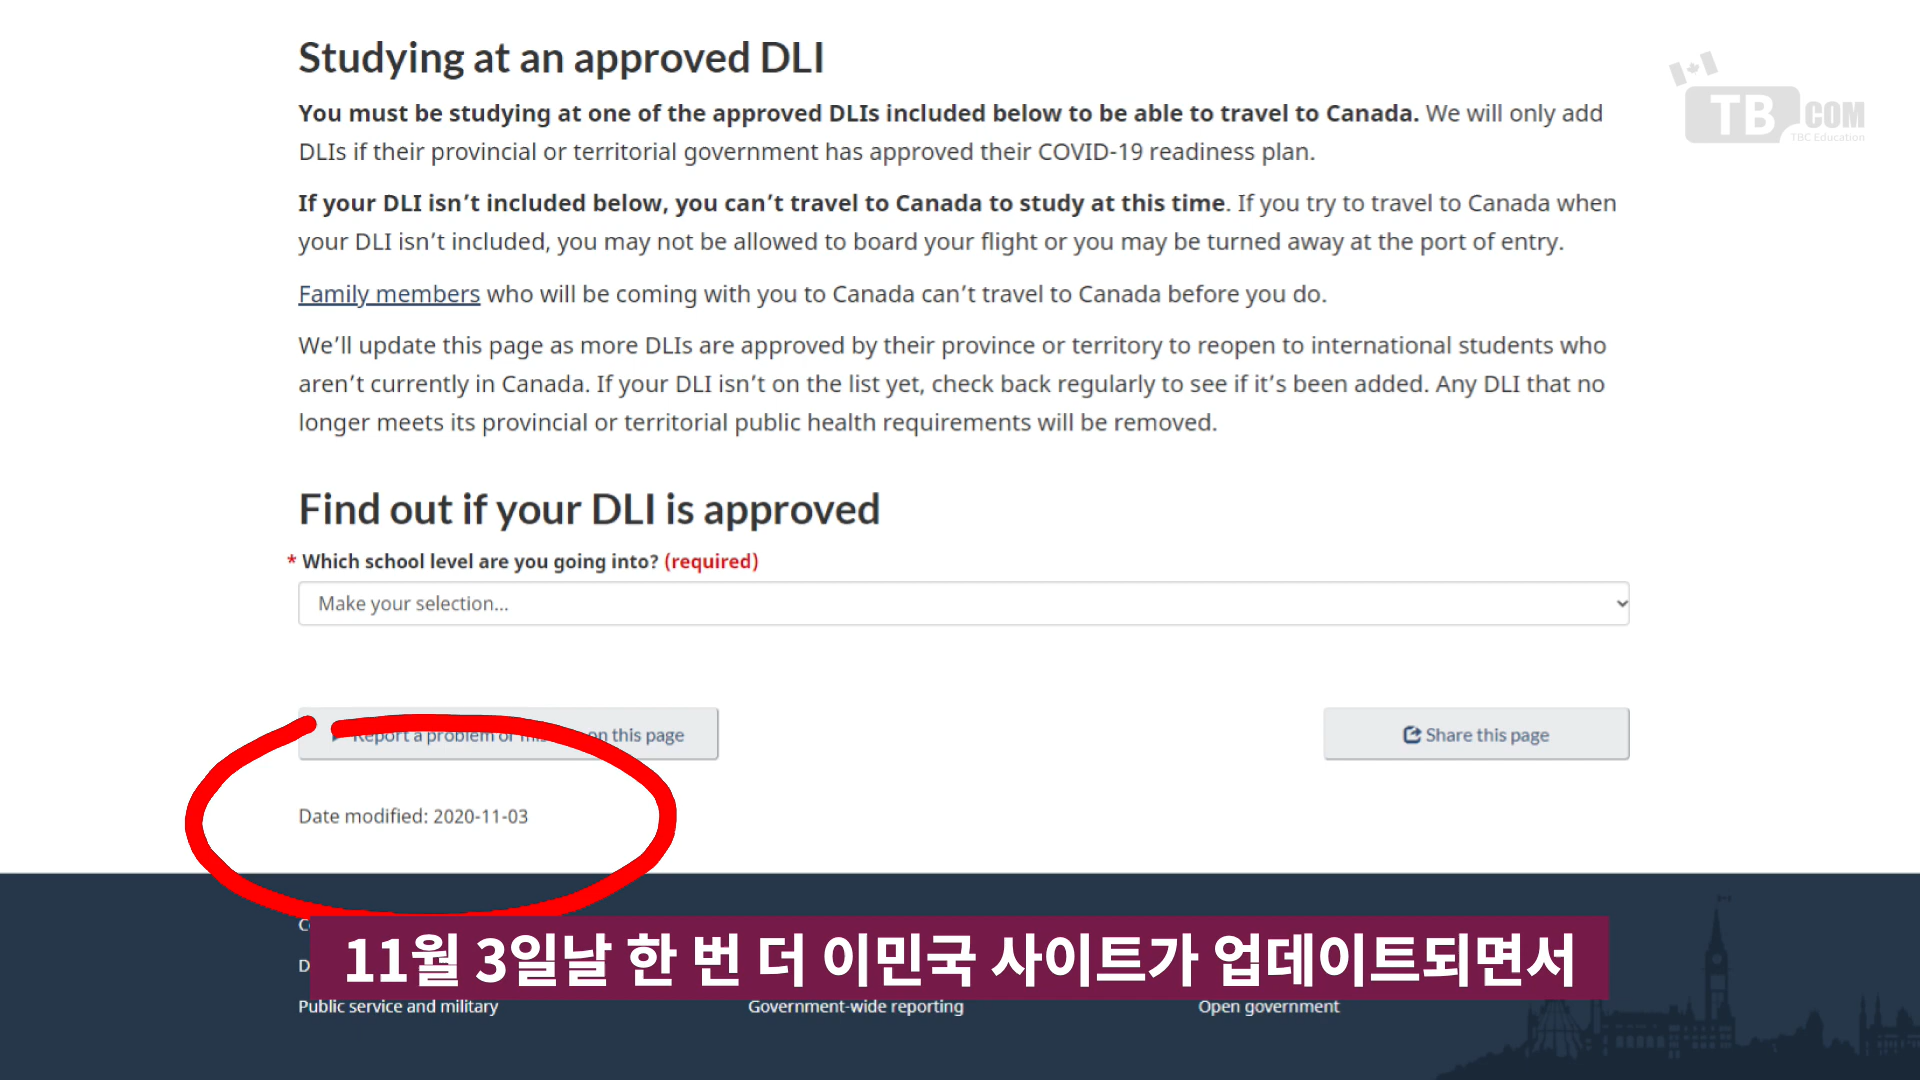 Studying at an approved DLI
TB COM
TBC Education
You must be studying at one of the approved DLIs included below to be able to travel to Canada. We will only add
DLIs if their provincial or territorial government has approved their COVID-19 readiness plan.
If your DLI isn’t included below, you can’t travel to Canada to study at this time. If you try to travel to Canada when
your DLI isn’t included, you may not be allowed to board your flight or you may be turned away at the port of entry.
Family members who will be coming with you to Canada can’t travel to Canada before you do.
We’ll update this page as more DLIs are approved by their province or territory to reopen to international students who
aren’t currently in Canada. If your DLI isn’t on the list yet, check back regularly to see if it’s been added. Any DLI that no
longer meets its provincial or territorial public health requirements will be removed.
Find out if your DLI is approved
* Which school level are you going into? (required)
Make your selection...
Report a problem or on this page
Share this page
Date modified: 2020-11-03
11월 3일날 한 번 더 이민국 사이트가 업데이트되면서
Public service and military
Government-wide reporting
Open government